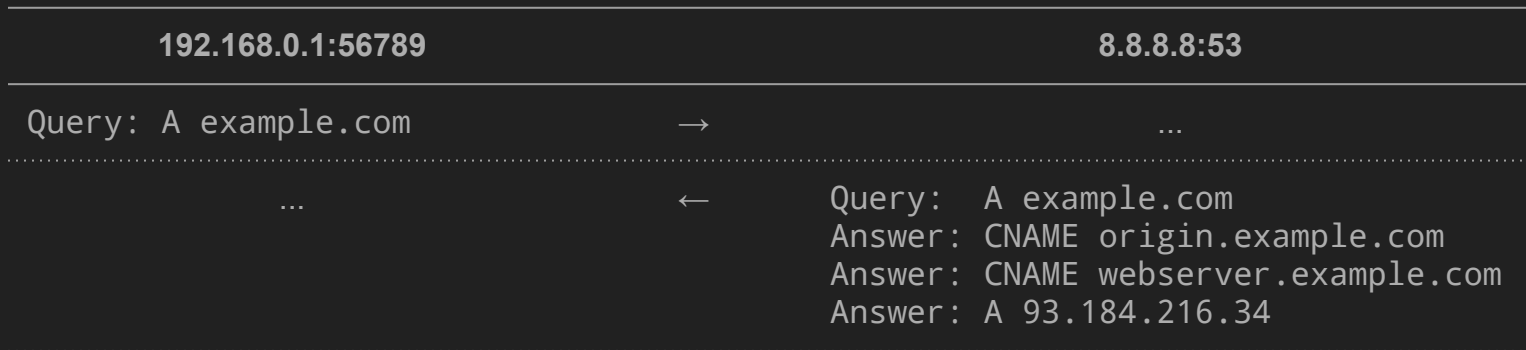 192.168.0.1:56789 8.8.8.8:53
Query: A example.com → ...
... ← Query: A example.com
Answer: CNAME origin.example.com
Answer: CNAME webserver.example.com
Answer: A 93.184.216.34